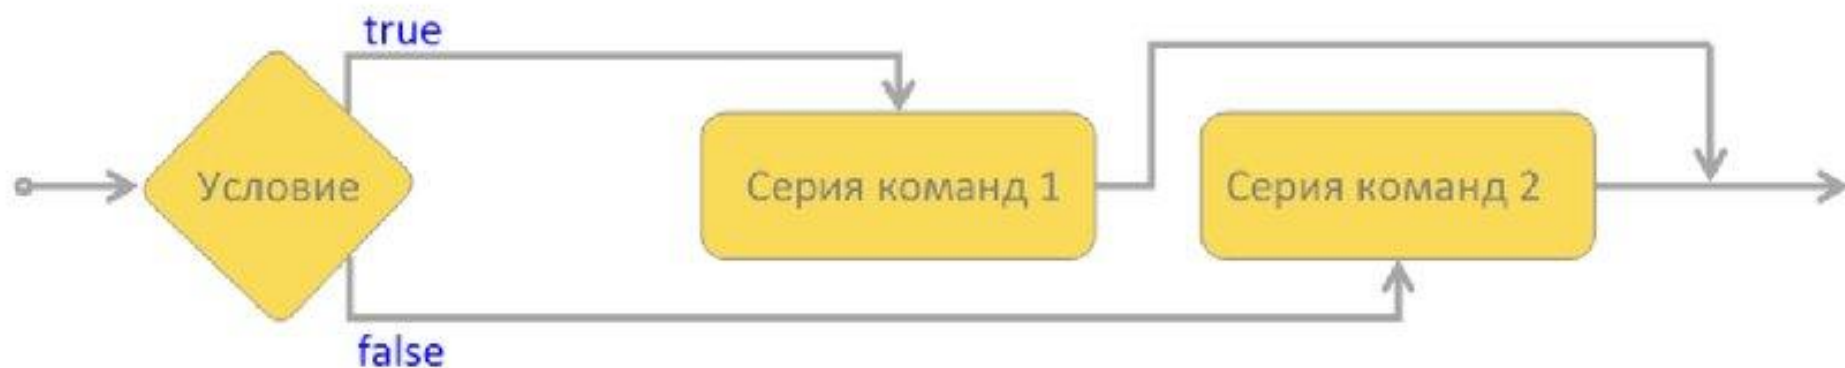 true
Условие
Серия команд 1
Серия команд 2
false